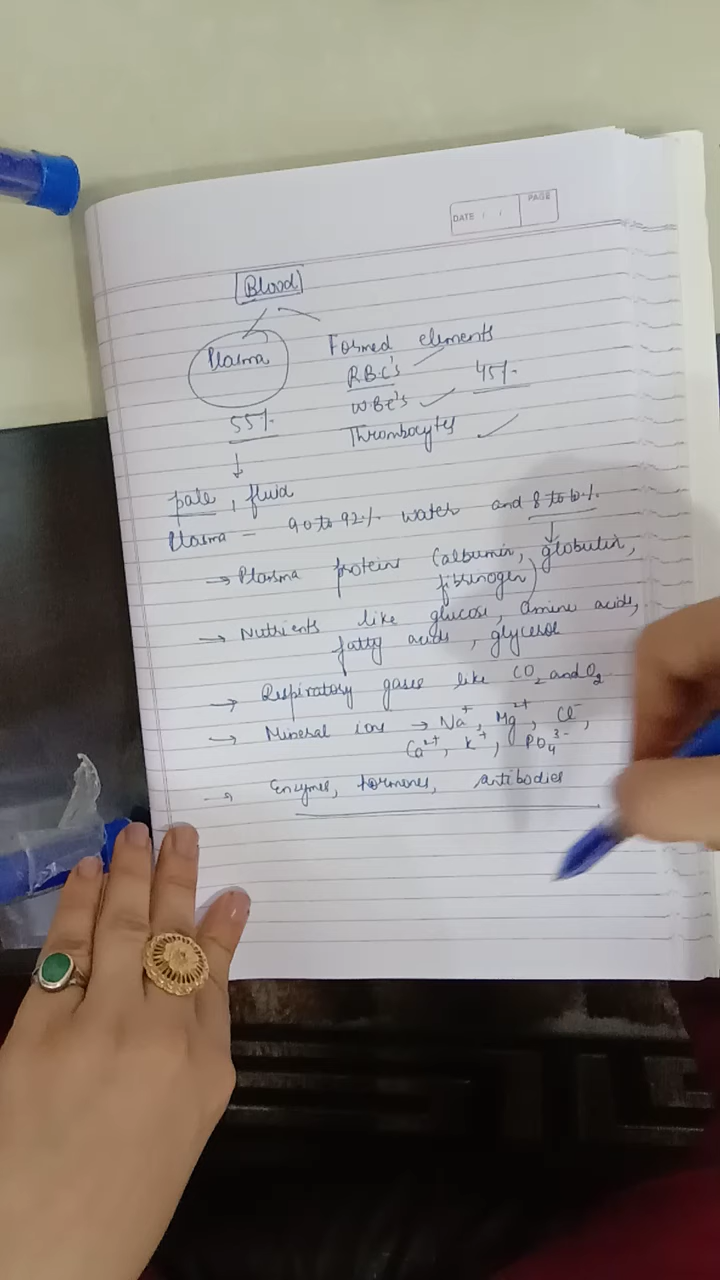 DATE / / PAGE
Blood
Plasma Formed elements
RBC's 45%
WBC's
55% Thrombocytes
pale, fluid
Plasma - 90 to 92% water and 8 to 10%
→ Plasma proteins (albumin, globulin,
fibrinogen)
→ Nutrients like glucose, amino acids,
fatty acids, glycerol
→ Respiratory gases like CO₂ and O₂
→ Mineral ions → Na⁺, Mg²⁺, Cl⁻,
Ca²⁺, K⁺, PO₄³⁻
→ Enzymes, hormones, antibodies